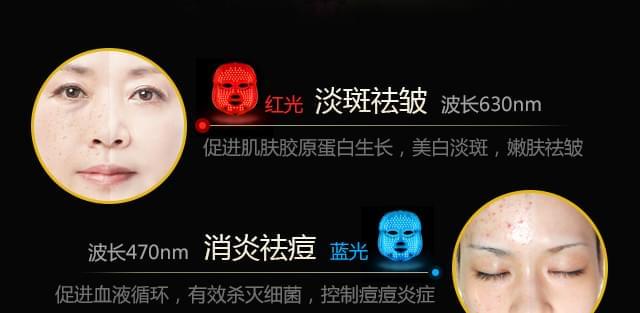 红光 淡斑祛皱 波长630nm
促进肌肤胶原蛋白生长，美白淡斑，嫩肤祛皱
波长470nm 消炎祛痘 蓝光
促进血液循环，有效杀灭细菌，控制痘痘炎症